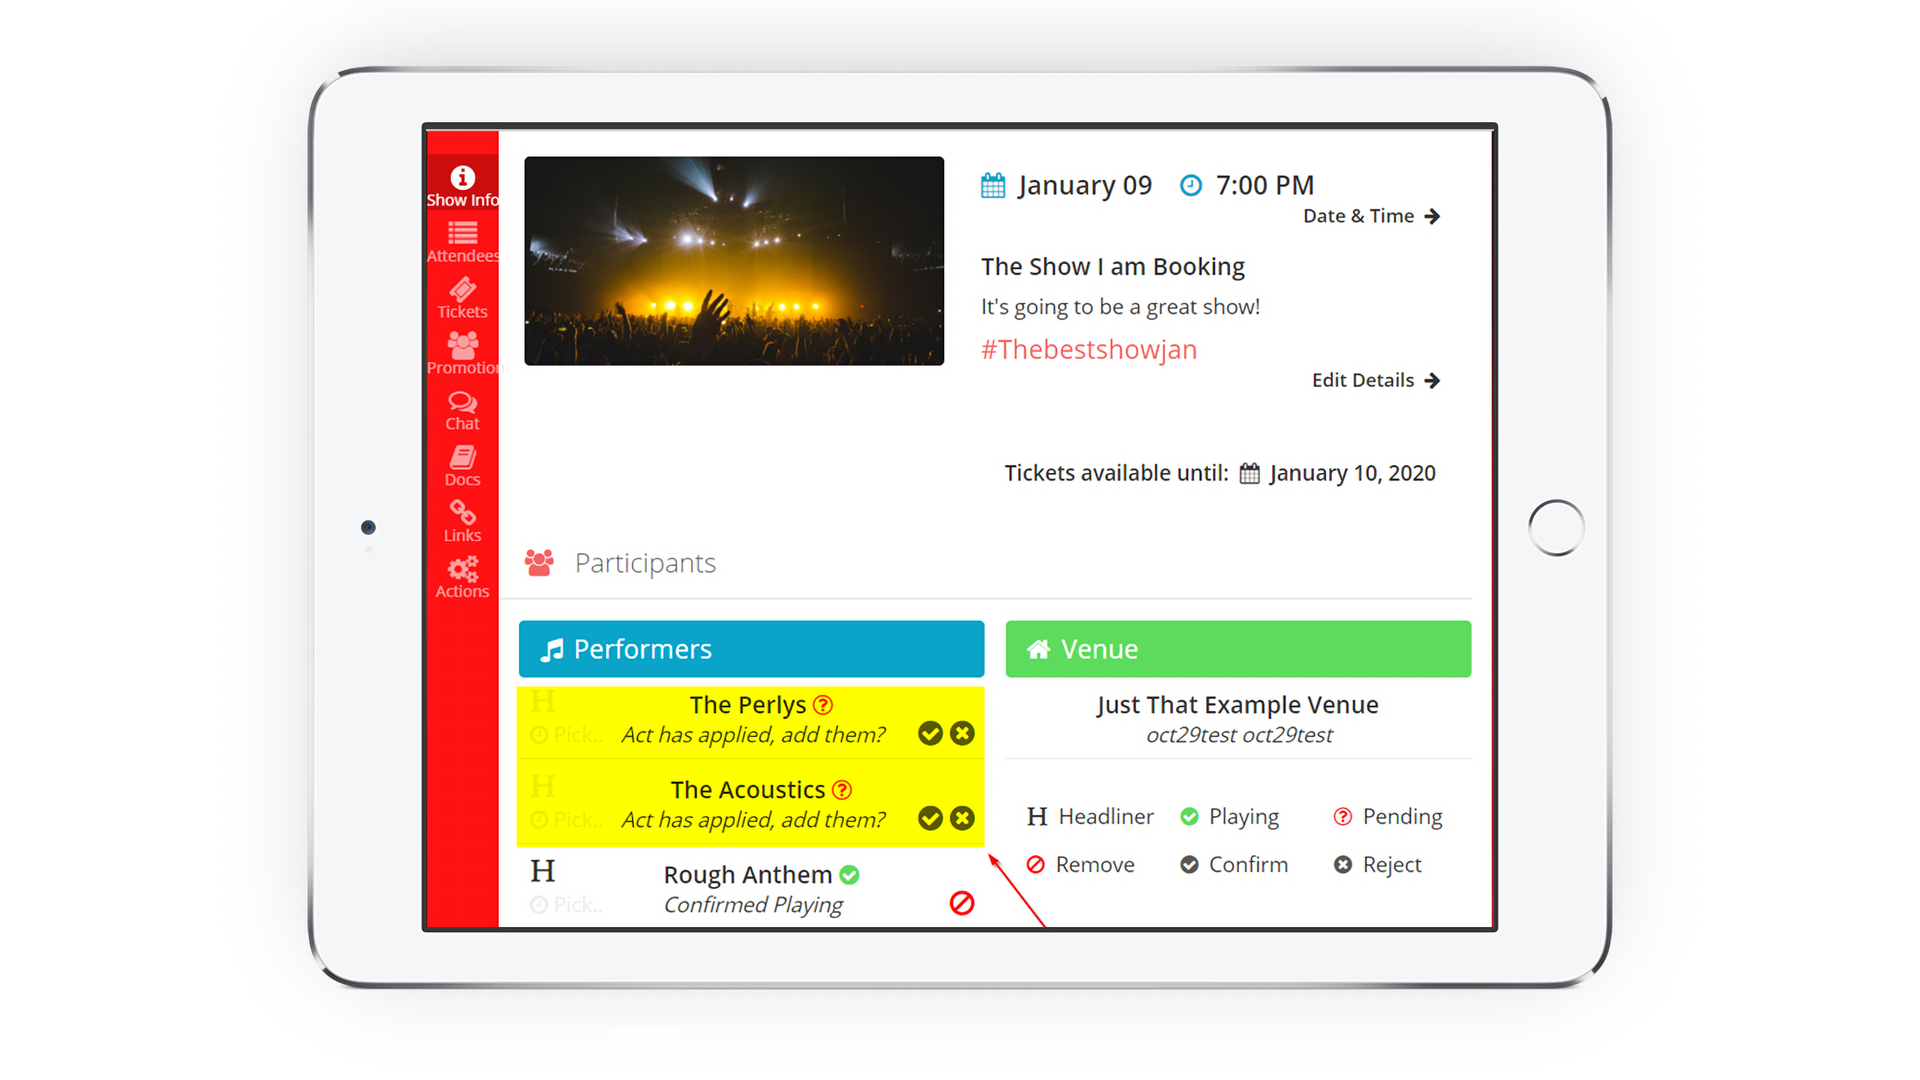 Show Info
Attendees
Tickets
Promotion
Chat
Docs
Links
Actions
January 09 7:00 PM
Date & Time
The Show I am Booking
It's going to be a great show!
#Thebestshowjan
Edit Details
Tickets available until: January 10, 2020
Participants
Performers
H The Perlys
Pick.. Act has applied, add them?
H The Acoustics
Pick.. Act has applied, add them?
H Rough Anthem
Pick.. Confirmed Playing
Venue
Just That Example Venue
oct29test oct29test
H Headliner Playing Pending
Remove Confirm Reject